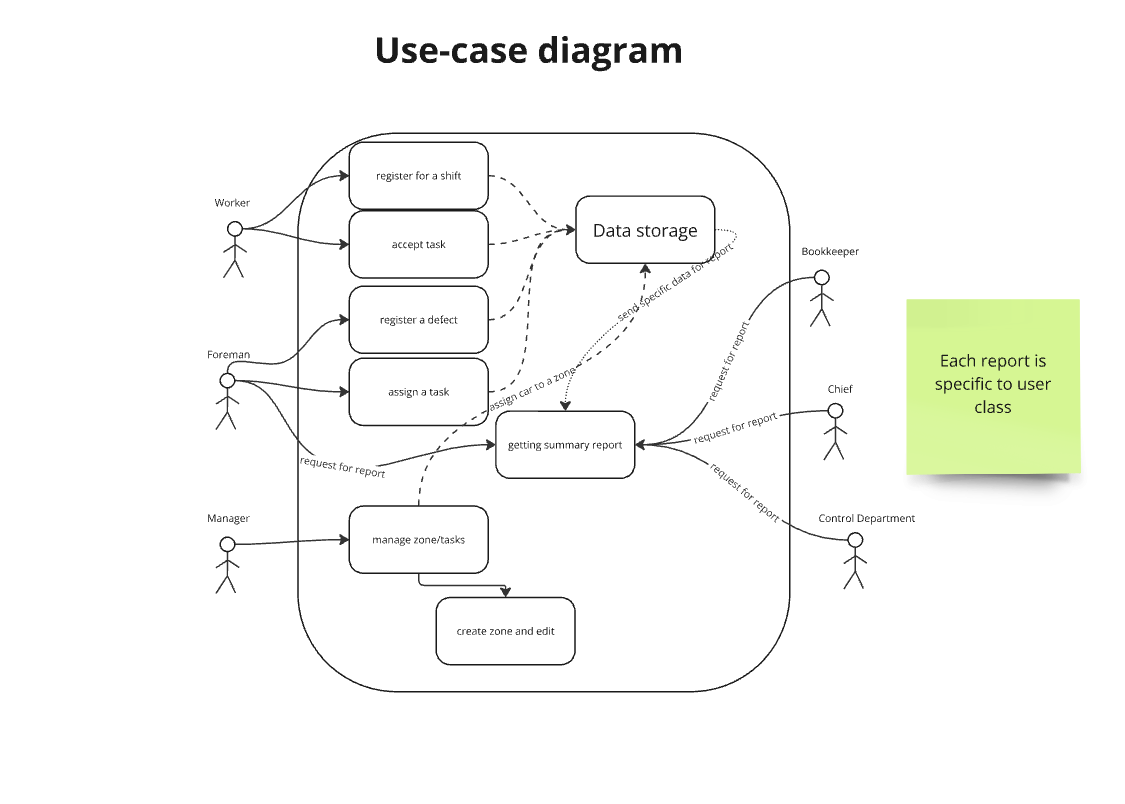 Use-case diagram
register for a shift
Worker
Data storage
accept task
Bookkeeper
send specific data for report
register a defect
Foreman
request for report
Each report is
specific to user
class
assign car to a zone
assign a task
Chief
request for report
getting summary report
request for report
request for report
Manager
Control Department
manage zone/tasks
create zone and edit